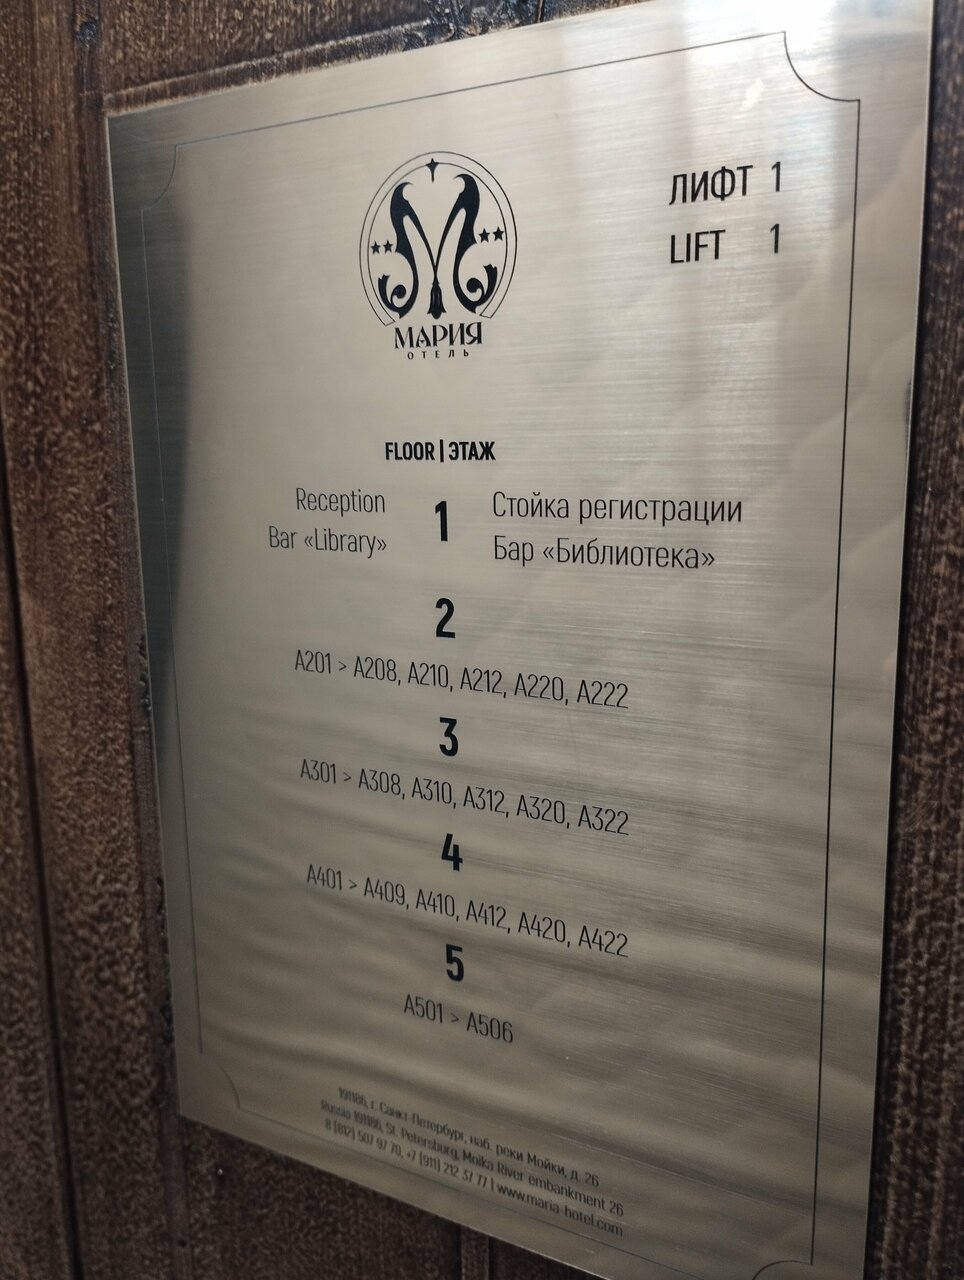 ЛИФТ 1
LIFT 1
МАРИЯ
ОТЕЛЬ
FLOOR | ЭТАЖ
Reception 1 Стойка регистрации
Bar «Library» Бар «Библиотека»
2
A201 > A208, A210, A212, A220, A222
3
A301 > A308, A310, A312, A320, A322
4
A401 > A409, A410, A412, A420, A422
5
A501 > A506
191186, г. Санкт-Петербург, наб. реки Мойки, д. 26
Russia 191186, St. Petersburg, Moika River embankment 26
8 (812) 507 97 70, +7 (911) 212 37 77 | www.maria-hotel.com